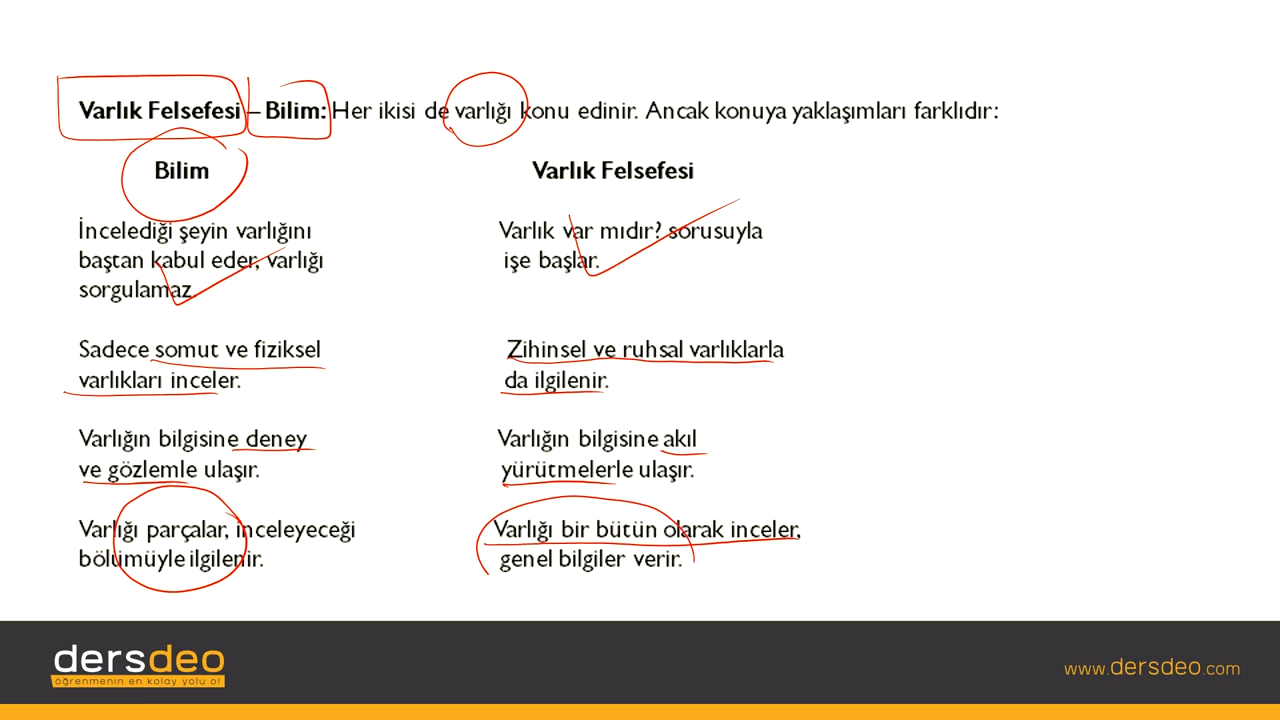 Varlık Felsefesi – Bilim: Her ikisi de varlığı konu edinir. Ancak konuya yaklaşımları farklıdır:
Bilim
İncelediği şeyin varlığını
baştan kabul eder, varlığı
sorgulamaz.
Sadece somut ve fiziksel
varlıkları inceler.
Varlığın bilgisine deney
ve gözlemle ulaşır.
Varlığı parçalar, inceleyeceği
bölümüyle ilgilenir.
Varlık Felsefesi
Varlık var mıdır? sorusuyla
işe başlar.
Zihinsel ve ruhsal varlıklarla
da ilgilenir.
Varlığın bilgisine akıl
yürütmelerle ulaşır.
Varlığı bir bütün olarak inceler,
genel bilgiler verir.
dersdeo
öğrenmenin en kolay yolu o!
www.dersdeo.com